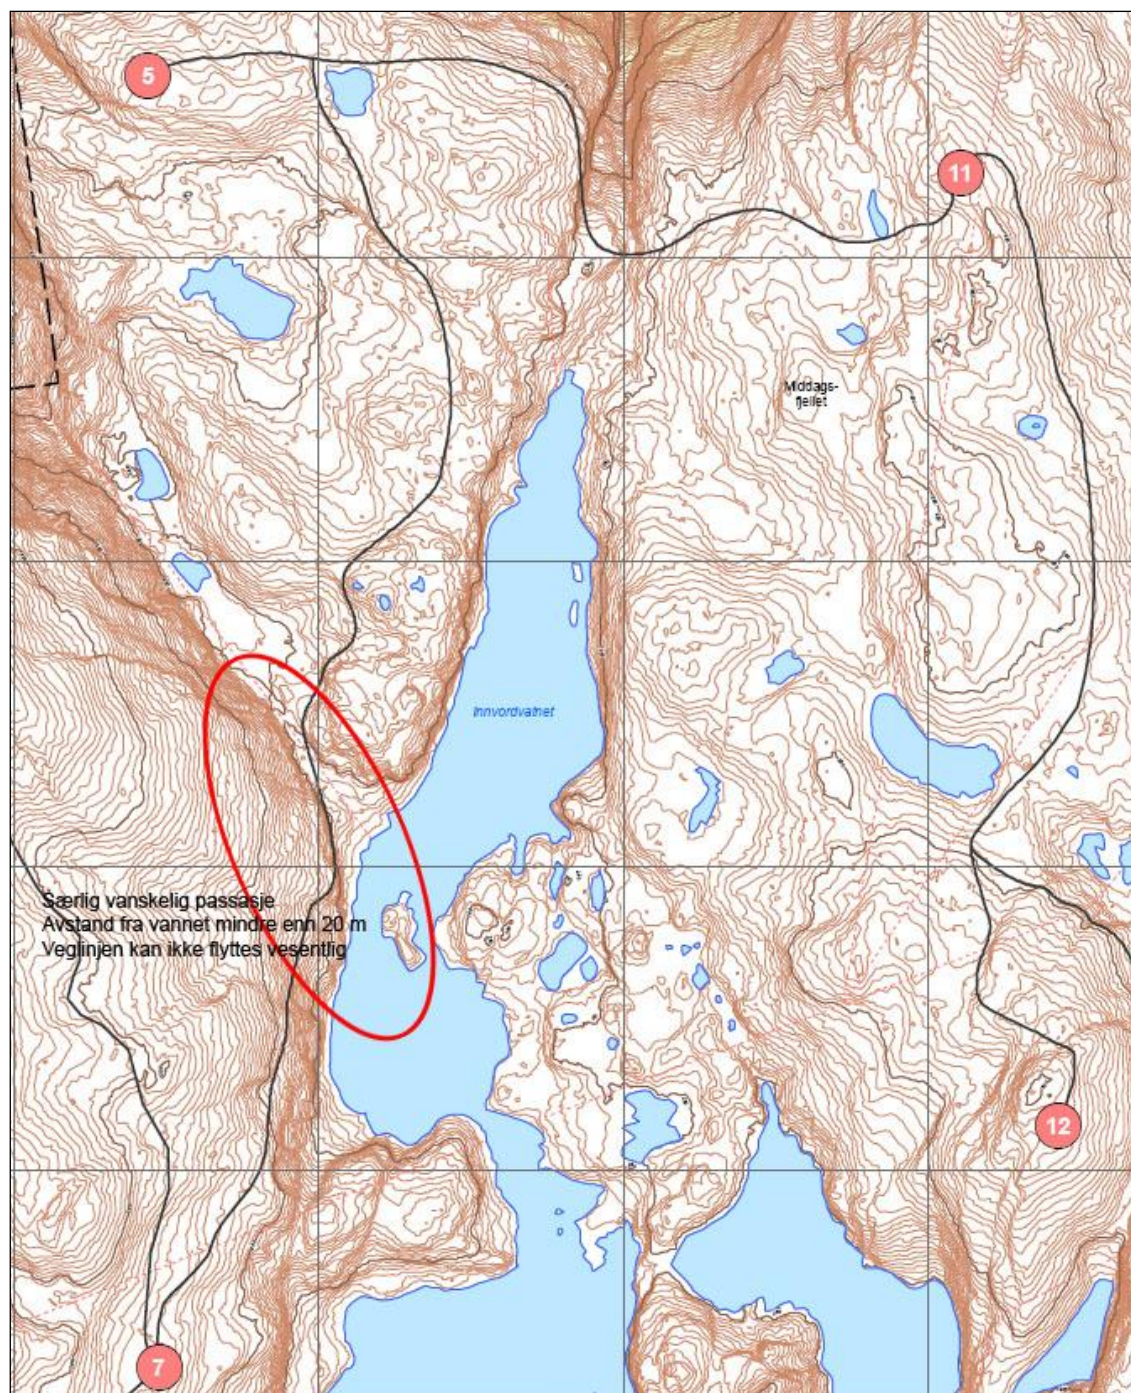 5
11
Middags-
fjellet
Innvordvatnet
Særlig vanskelig passasje
Avstand fra vannet mindre enn 20 m
Veglinjen kan ikke flyttes vesentlig
12
7